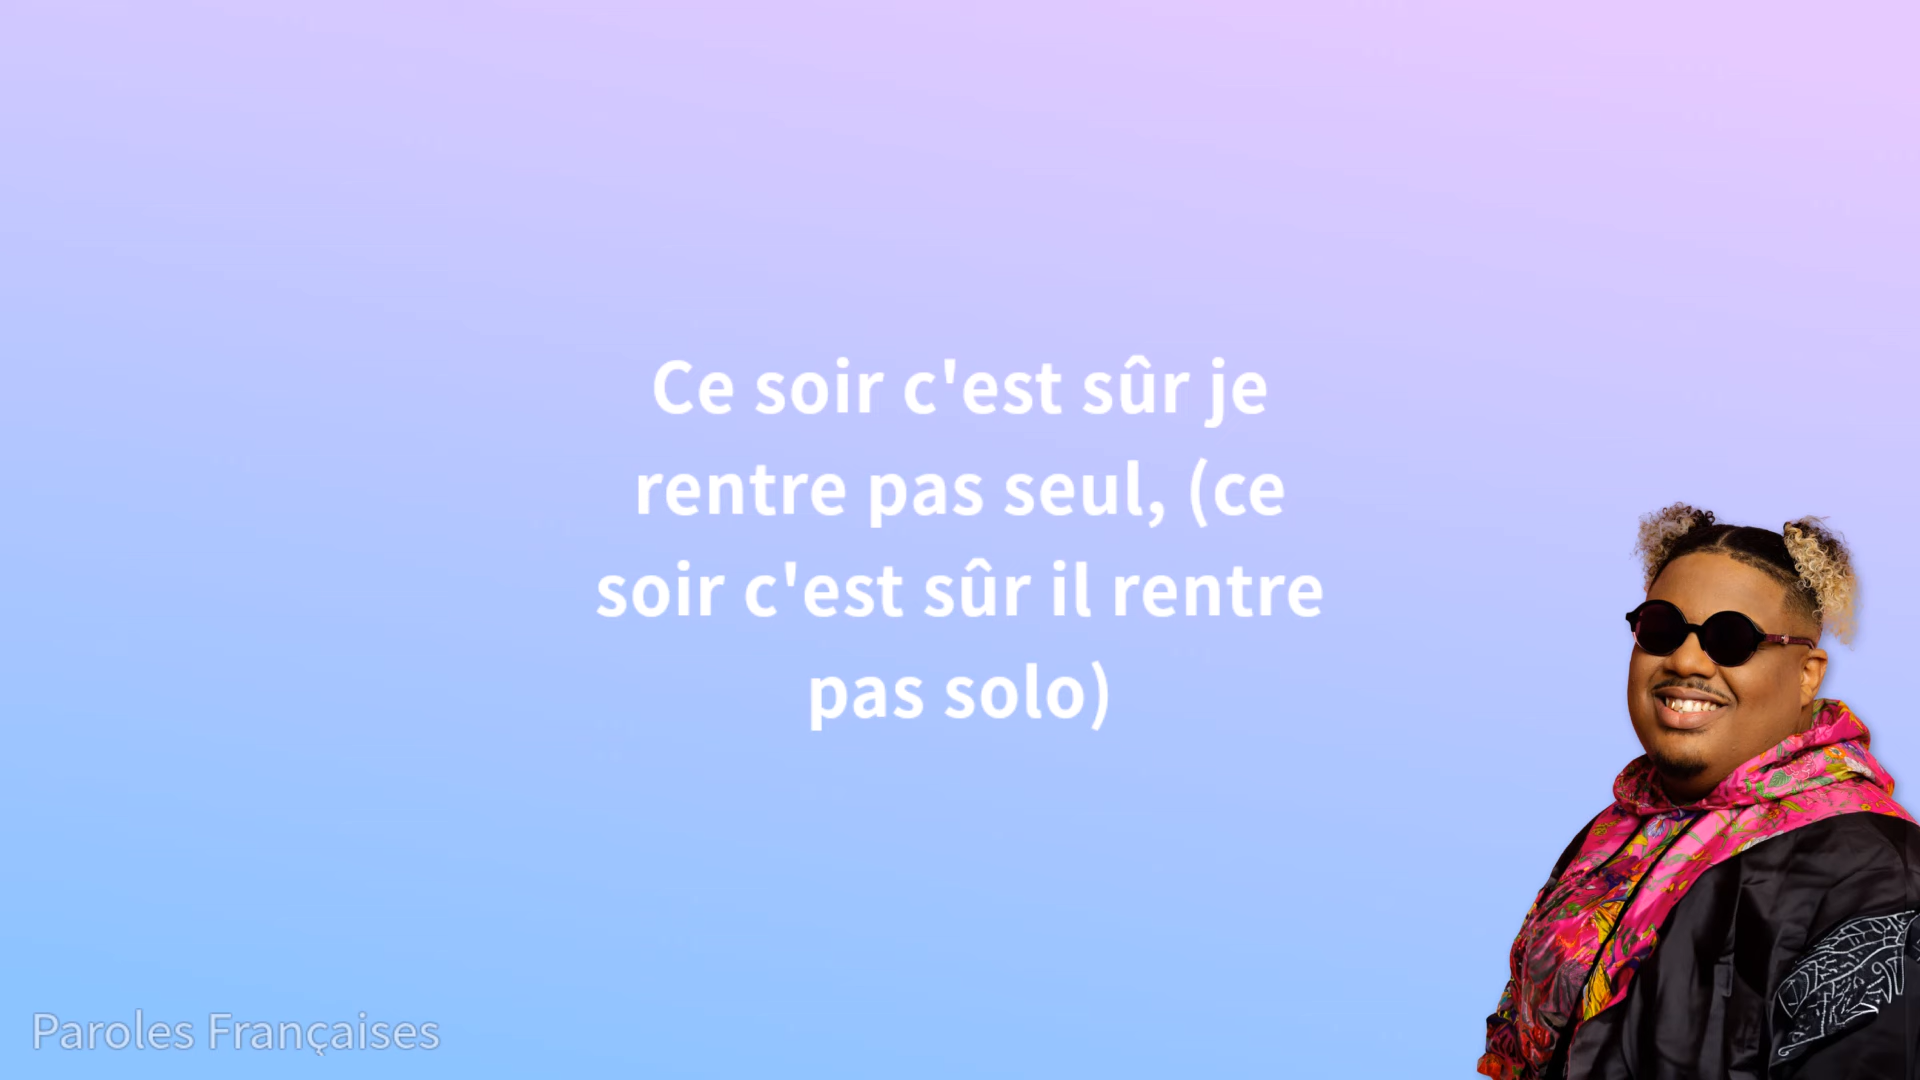 Ce soir c'est sûr je
rentre pas seul, (ce
soir c'est sûr il rentre
pas solo)
Paroles Françaises